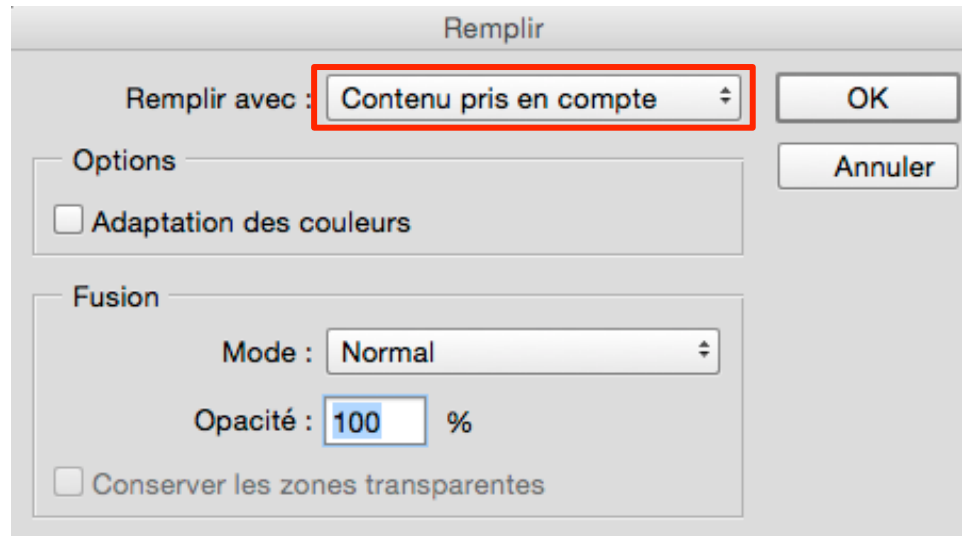 Remplir
Remplir avec : Contenu pris en compte OK
Options Annuler
Adaptation des couleurs
Fusion
Mode : Normal
Opacité : 100 %
Conserver les zones transparentes